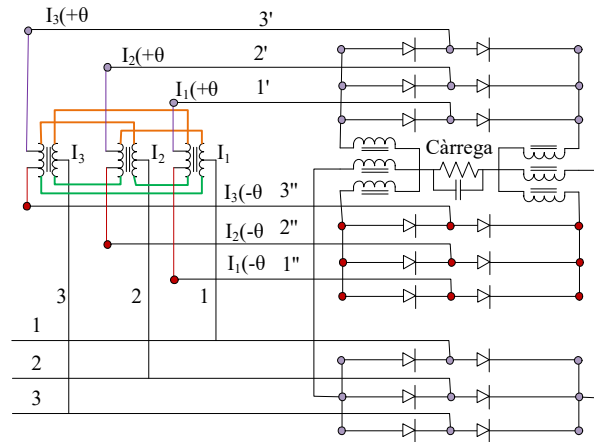 I3(+θ 3'
I2(+θ 2'
I1(+θ 1'
I3 I2 I1
Càrrega
I3(-θ 3"
I2(-θ 2"
I1(-θ 1"
3 2 1
1
2
3